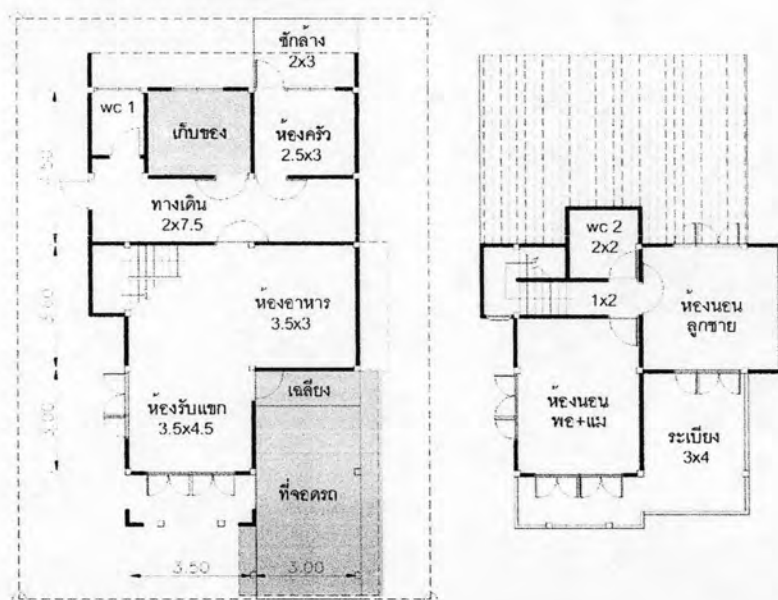 ซักล้าง
2x3
wc 1
เก็บของ
ห้องครัว
2.5x3
ทางเดิน
2x7.5
ห้องอาหาร
3.5x3
ห้องรับแขก
3.5x4.5
เฉลียง
ที่จอดรถ
3.00
3.50
3.00
wc 2
2x2
1x2
ห้องนอน
ลูกชาย
ห้องนอน
พ่อ+แม่
ระเบียง
3x4